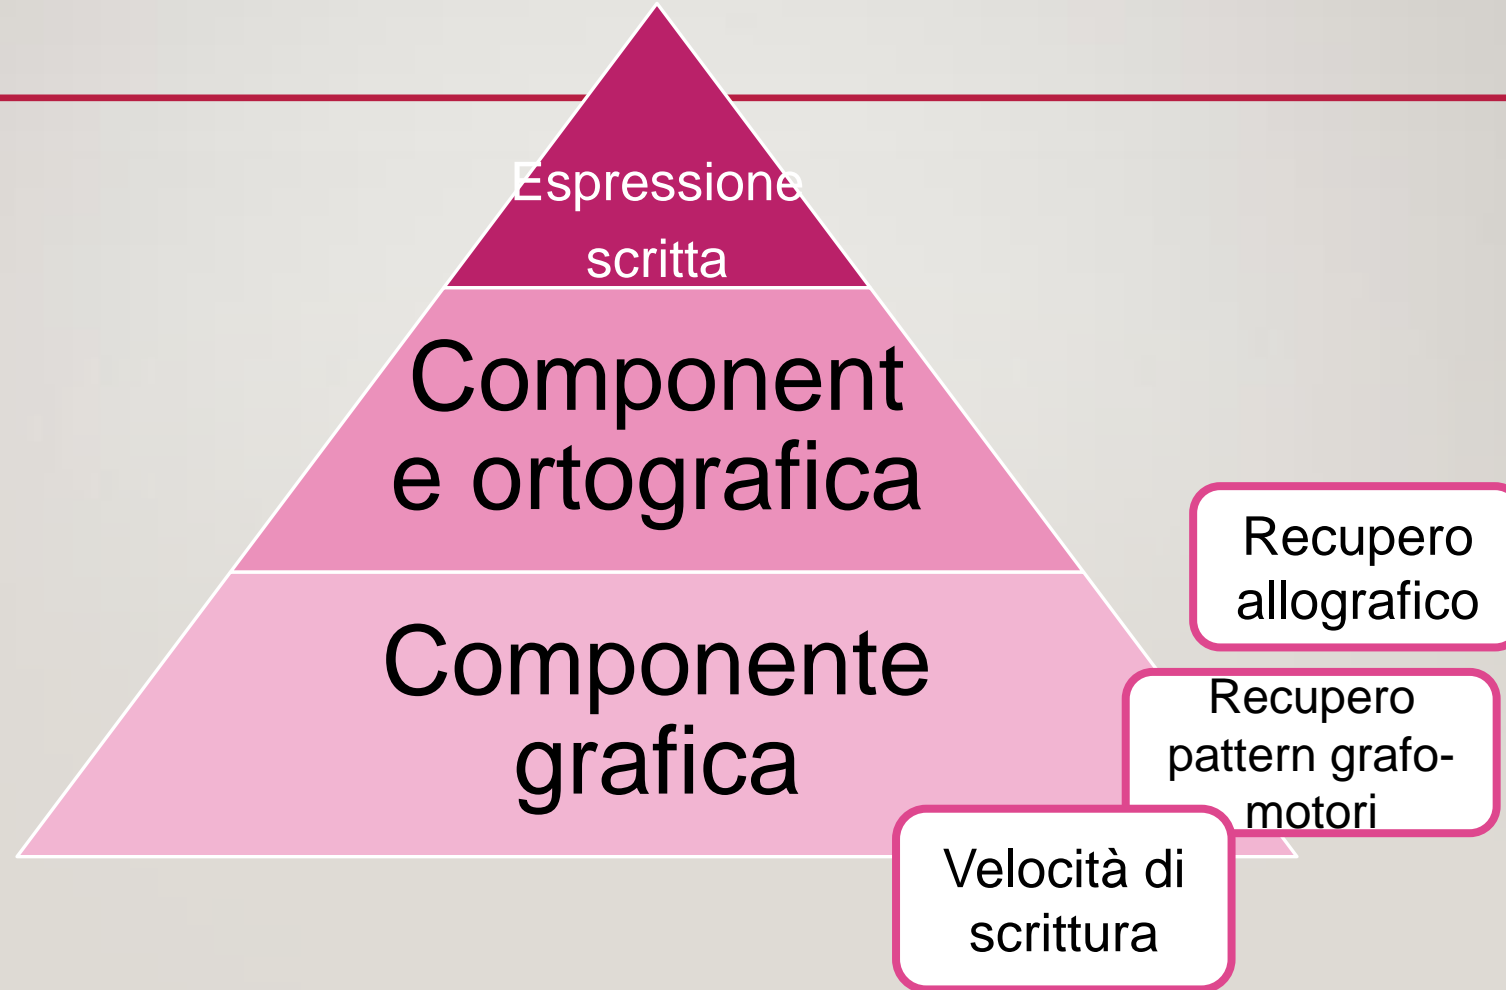 Espressione
scritta
Component
e ortografica
Componente
grafica
Recupero
allografico
Recupero
pattern grafo-
motori
Velocità di
scrittura